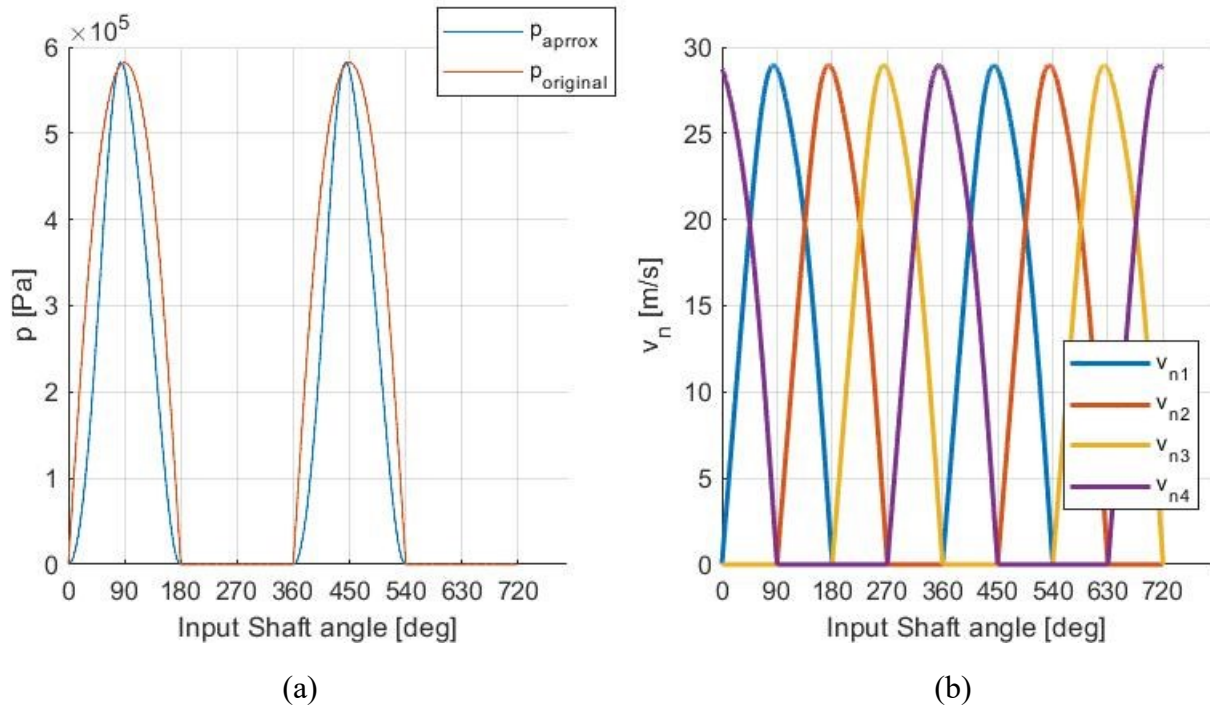 ×10⁵
p_aprrox
p_original
6
5
4
3
2
1
0
p [Pa]
0 90 180 270 360 450 540 630 720
Input Shaft angle [deg]
(a)
30
25
20
15
10
5
0
v_n [m/s]
v_n1
v_n2
v_n3
v_n4
0 90 180 270 360 450 540 630 720
Input Shaft angle [deg]
(b)